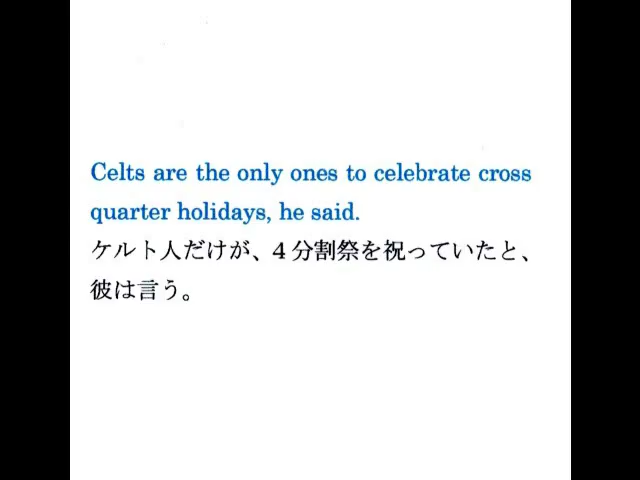 Celts are the only ones to celebrate cross
quarter holidays, he said.
ケルト人だけが、４分割祭を祝っていたと、
彼は言う。